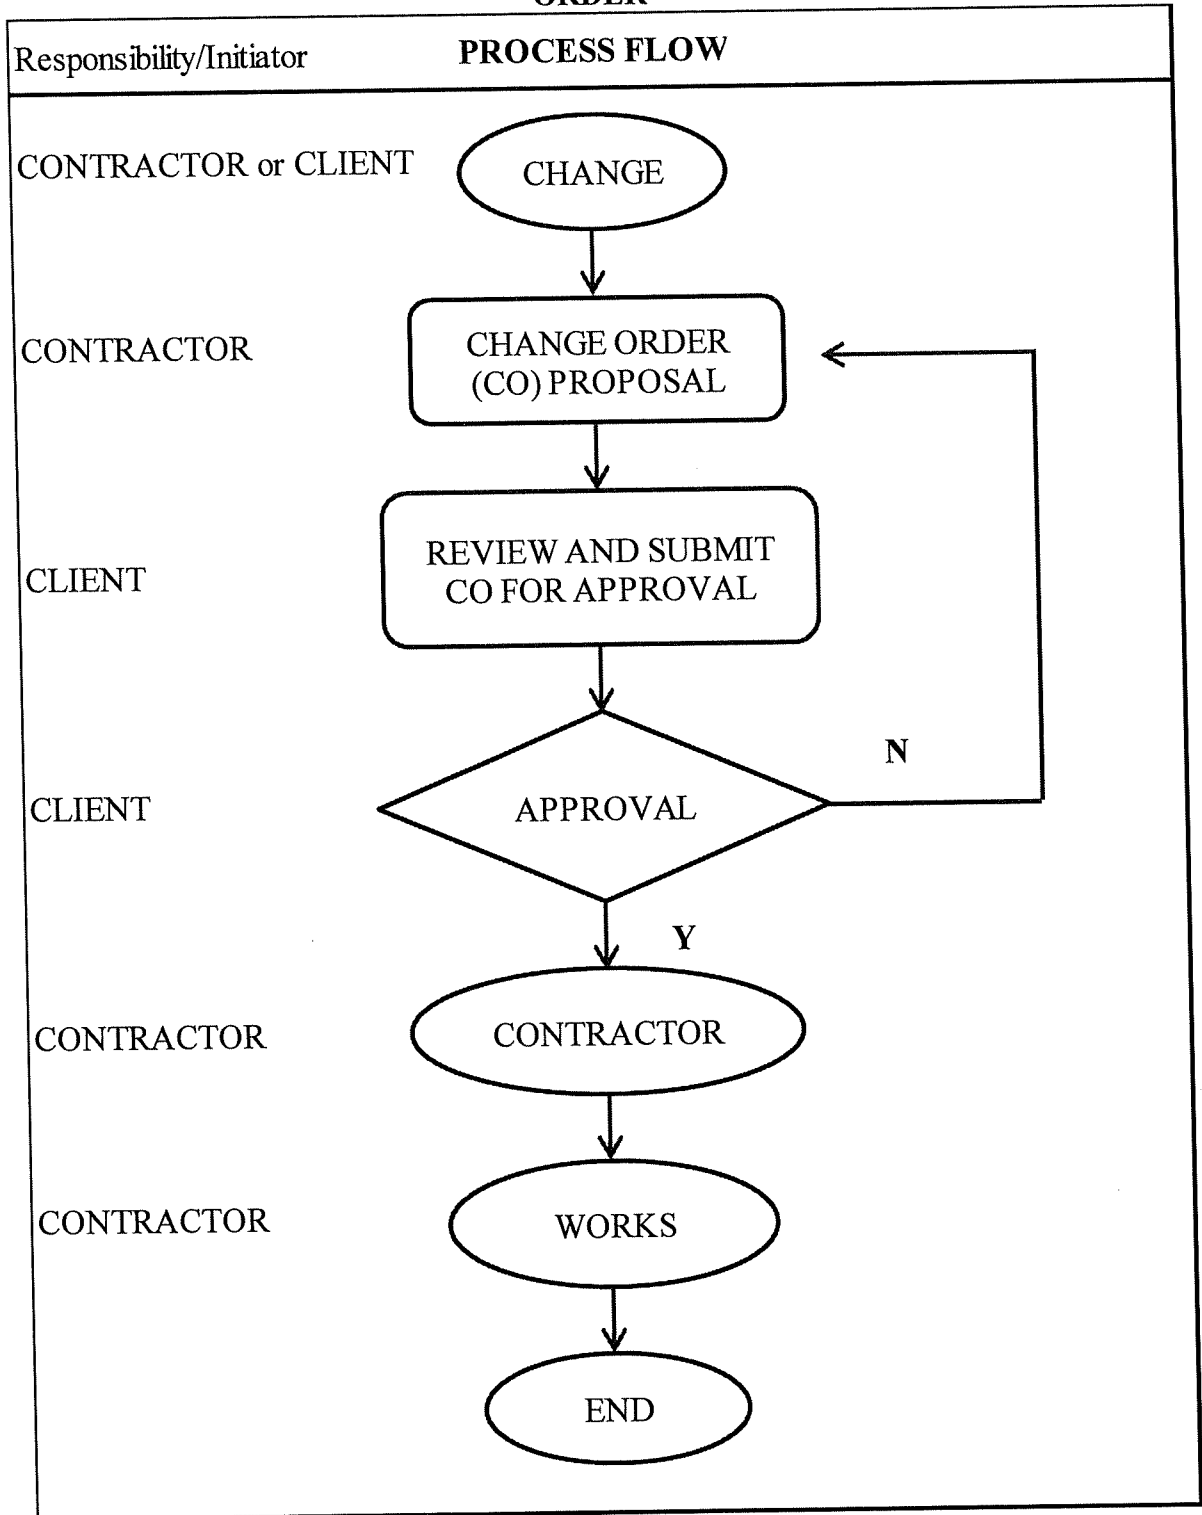 ORDER
Responsibility/Initiator
PROCESS FLOW
CONTRACTOR or CLIENT
CHANGE
CONTRACTOR
CHANGE ORDER
(CO) PROPOSAL
CLIENT
REVIEW AND SUBMIT
CO FOR APPROVAL
CLIENT
APPROVAL
N
Y
CONTRACTOR
CONTRACTOR
CONTRACTOR
WORKS
END